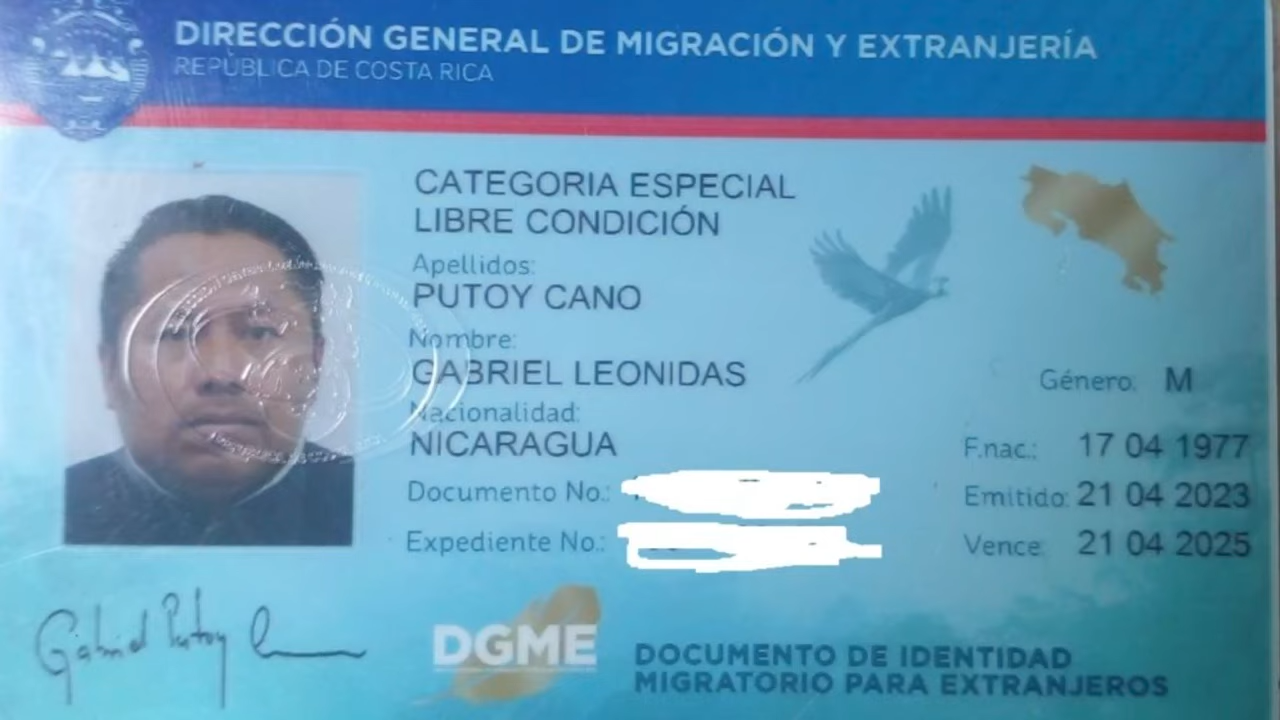 DIRECCIÓN GENERAL DE MIGRACIÓN Y EXTRANJERÍA
REPÚBLICA DE COSTA RICA
CATEGORIA ESPECIAL
LIBRE CONDICIÓN
Apellidos:
PUTOY CANO
Nombre:
GABRIEL LEONIDAS
Género: M
Nacionalidad:
NICARAGUA
F.nac.: 17 04 1977
Documento No.:
Emitido: 21 04 2023
Expediente No.:
Vence: 21 04 2025
Gabriel Putoy C
DGME
DOCUMENTO DE IDENTIDAD
MIGRATORIO PARA EXTRANJEROS